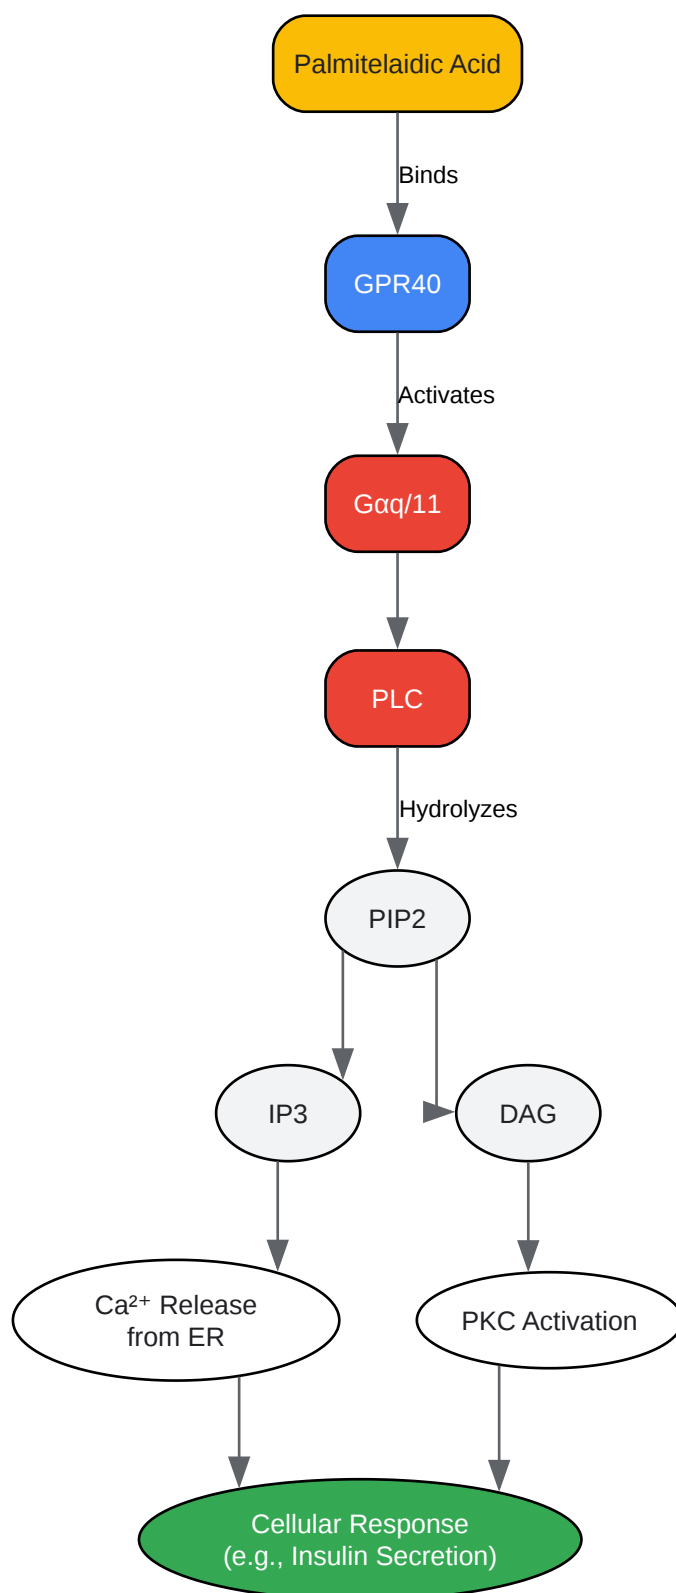 Palmitelaidic Acid
Binds
GPR40
Activates
Gαq/11
PLC
Hydrolyzes
PIP2
IP3
DAG
Ca²⁺ Release
from ER
PKC Activation
Cellular Response
(e.g., Insulin Secretion)